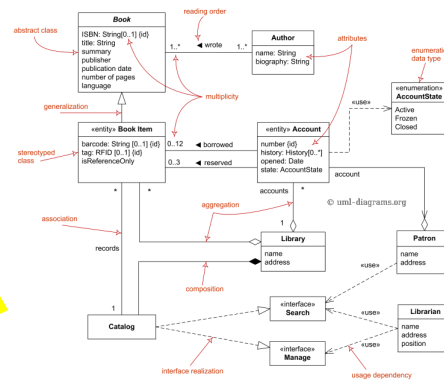 Book
ISBN: String[0..1] {id}
title: String
summary
publisher
publication date
number of pages
language
abstract class
reading order
1..*
◄ wrote
1..*
Author
name: String
biography: String
attributes
enumeration
data type
«enumeration»
AccountState
Active
Frozen
Closed
generalization
multiplicity
«use»
«entity» Book Item
barcode: String [0..1] {id}
tag: RFID [0..1] {id}
isReferenceOnly
0..12
◄ borrowed
0..3
◄ reserved
«entity» Account
number {id}
history: History[0..*]
opened: Date
state: AccountState
stereotyped
class
*
*
accounts
*
account
aggregation
© uml-diagrams.org
association
1
Library
name
address
Patron
name
address
records
composition
«use»
1
Catalog
«interface»
Search
«use»
«interface»
Manage
«use»
Librarian
name
address
position
interface realization
usage dependency